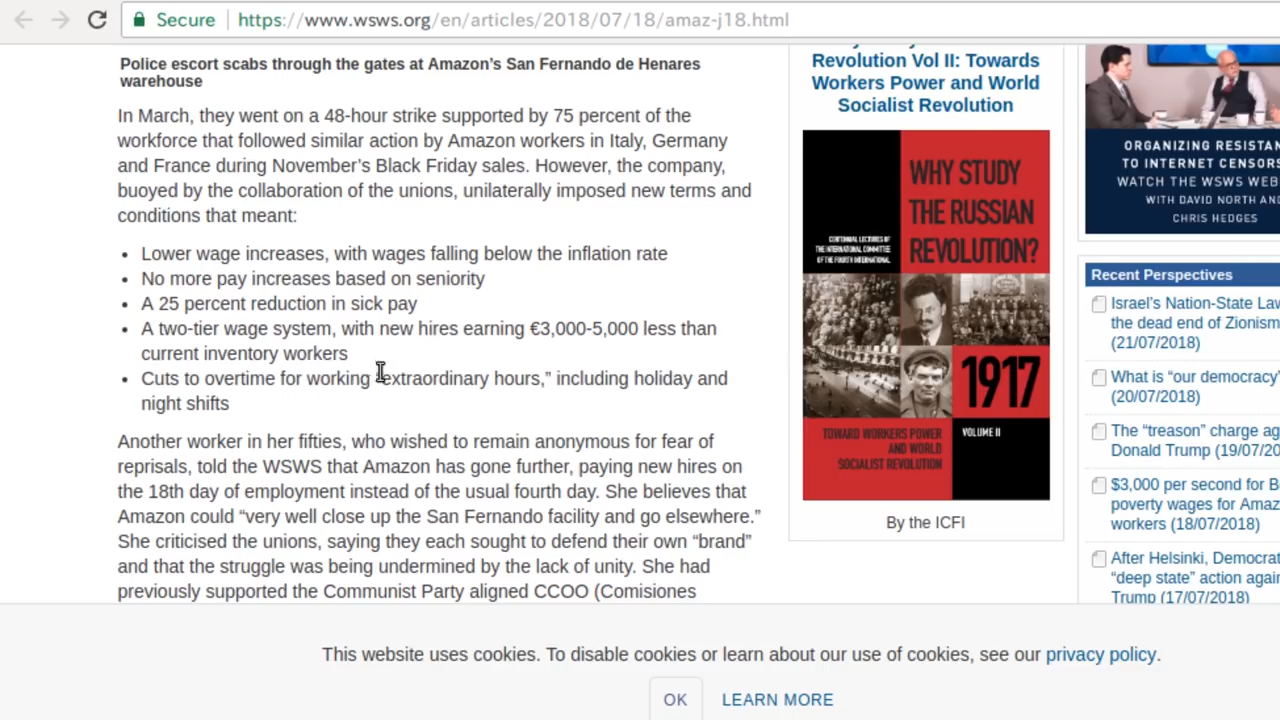 Secure https://www.wsws.org/en/articles/2018/07/18/amaz-j18.html
Police escort scabs through the gates at Amazon’s San Fernando de Henares
warehouse
In March, they went on a 48-hour strike supported by 75 percent of the
workforce that followed similar action by Amazon workers in Italy, Germany
and France during November’s Black Friday sales. However, the company,
buoyed by the collaboration of the unions, unilaterally imposed new terms and
conditions that meant:
• Lower wage increases, with wages falling below the inflation rate
• No more pay increases based on seniority
• A 25 percent reduction in sick pay
• A two-tier wage system, with new hires earning €3,000-5,000 less than
current inventory workers
• Cuts to overtime for working “extraordinary hours,” including holiday and
night shifts
Another worker in her fifties, who wished to remain anonymous for fear of
reprisals, told the WSWS that Amazon has gone further, paying new hires on
the 18th day of employment instead of the usual fourth day. She believes that
Amazon could “very well close up the San Fernando facility and go elsewhere.”
She criticised the unions, saying they each sought to defend their own “brand”
and that the struggle was being undermined by the lack of unity. She had
previously supported the Communist Party aligned CCOO (Comisiones
Revolution Vol II: Towards
Workers Power and World
Socialist Revolution
WHY STUDY
THE RUSSIAN
REVOLUTION?
CENTENNIAL LECTURES OF
THE INTERNATIONAL COMMITTEE
OF THE FOURTH INTERNATIONAL
1917
TOWARD WORKERS POWER
AND WORLD
SOCIALIST REVOLUTION
VOLUME II
By the ICFI
ORGANIZING RESISTAN
TO INTERNET CENSORS
WATCH THE WSWS WEB
WITH DAVID NORTH AND
CHRIS HEDGES
Recent Perspectives
Israel’s Nation-State Law
the dead end of Zionism
(21/07/2018)
What is “our democracy”
(20/07/2018)
The “treason” charge ag
Donald Trump (19/07/20
$3,000 per second for B
poverty wages for Amaz
workers (18/07/2018)
After Helsinki, Democrat
“deep state” action again
Trump (17/07/2018)
This website uses cookies. To disable cookies or learn about our use of cookies, see our privacy policy.
OK LEARN MORE